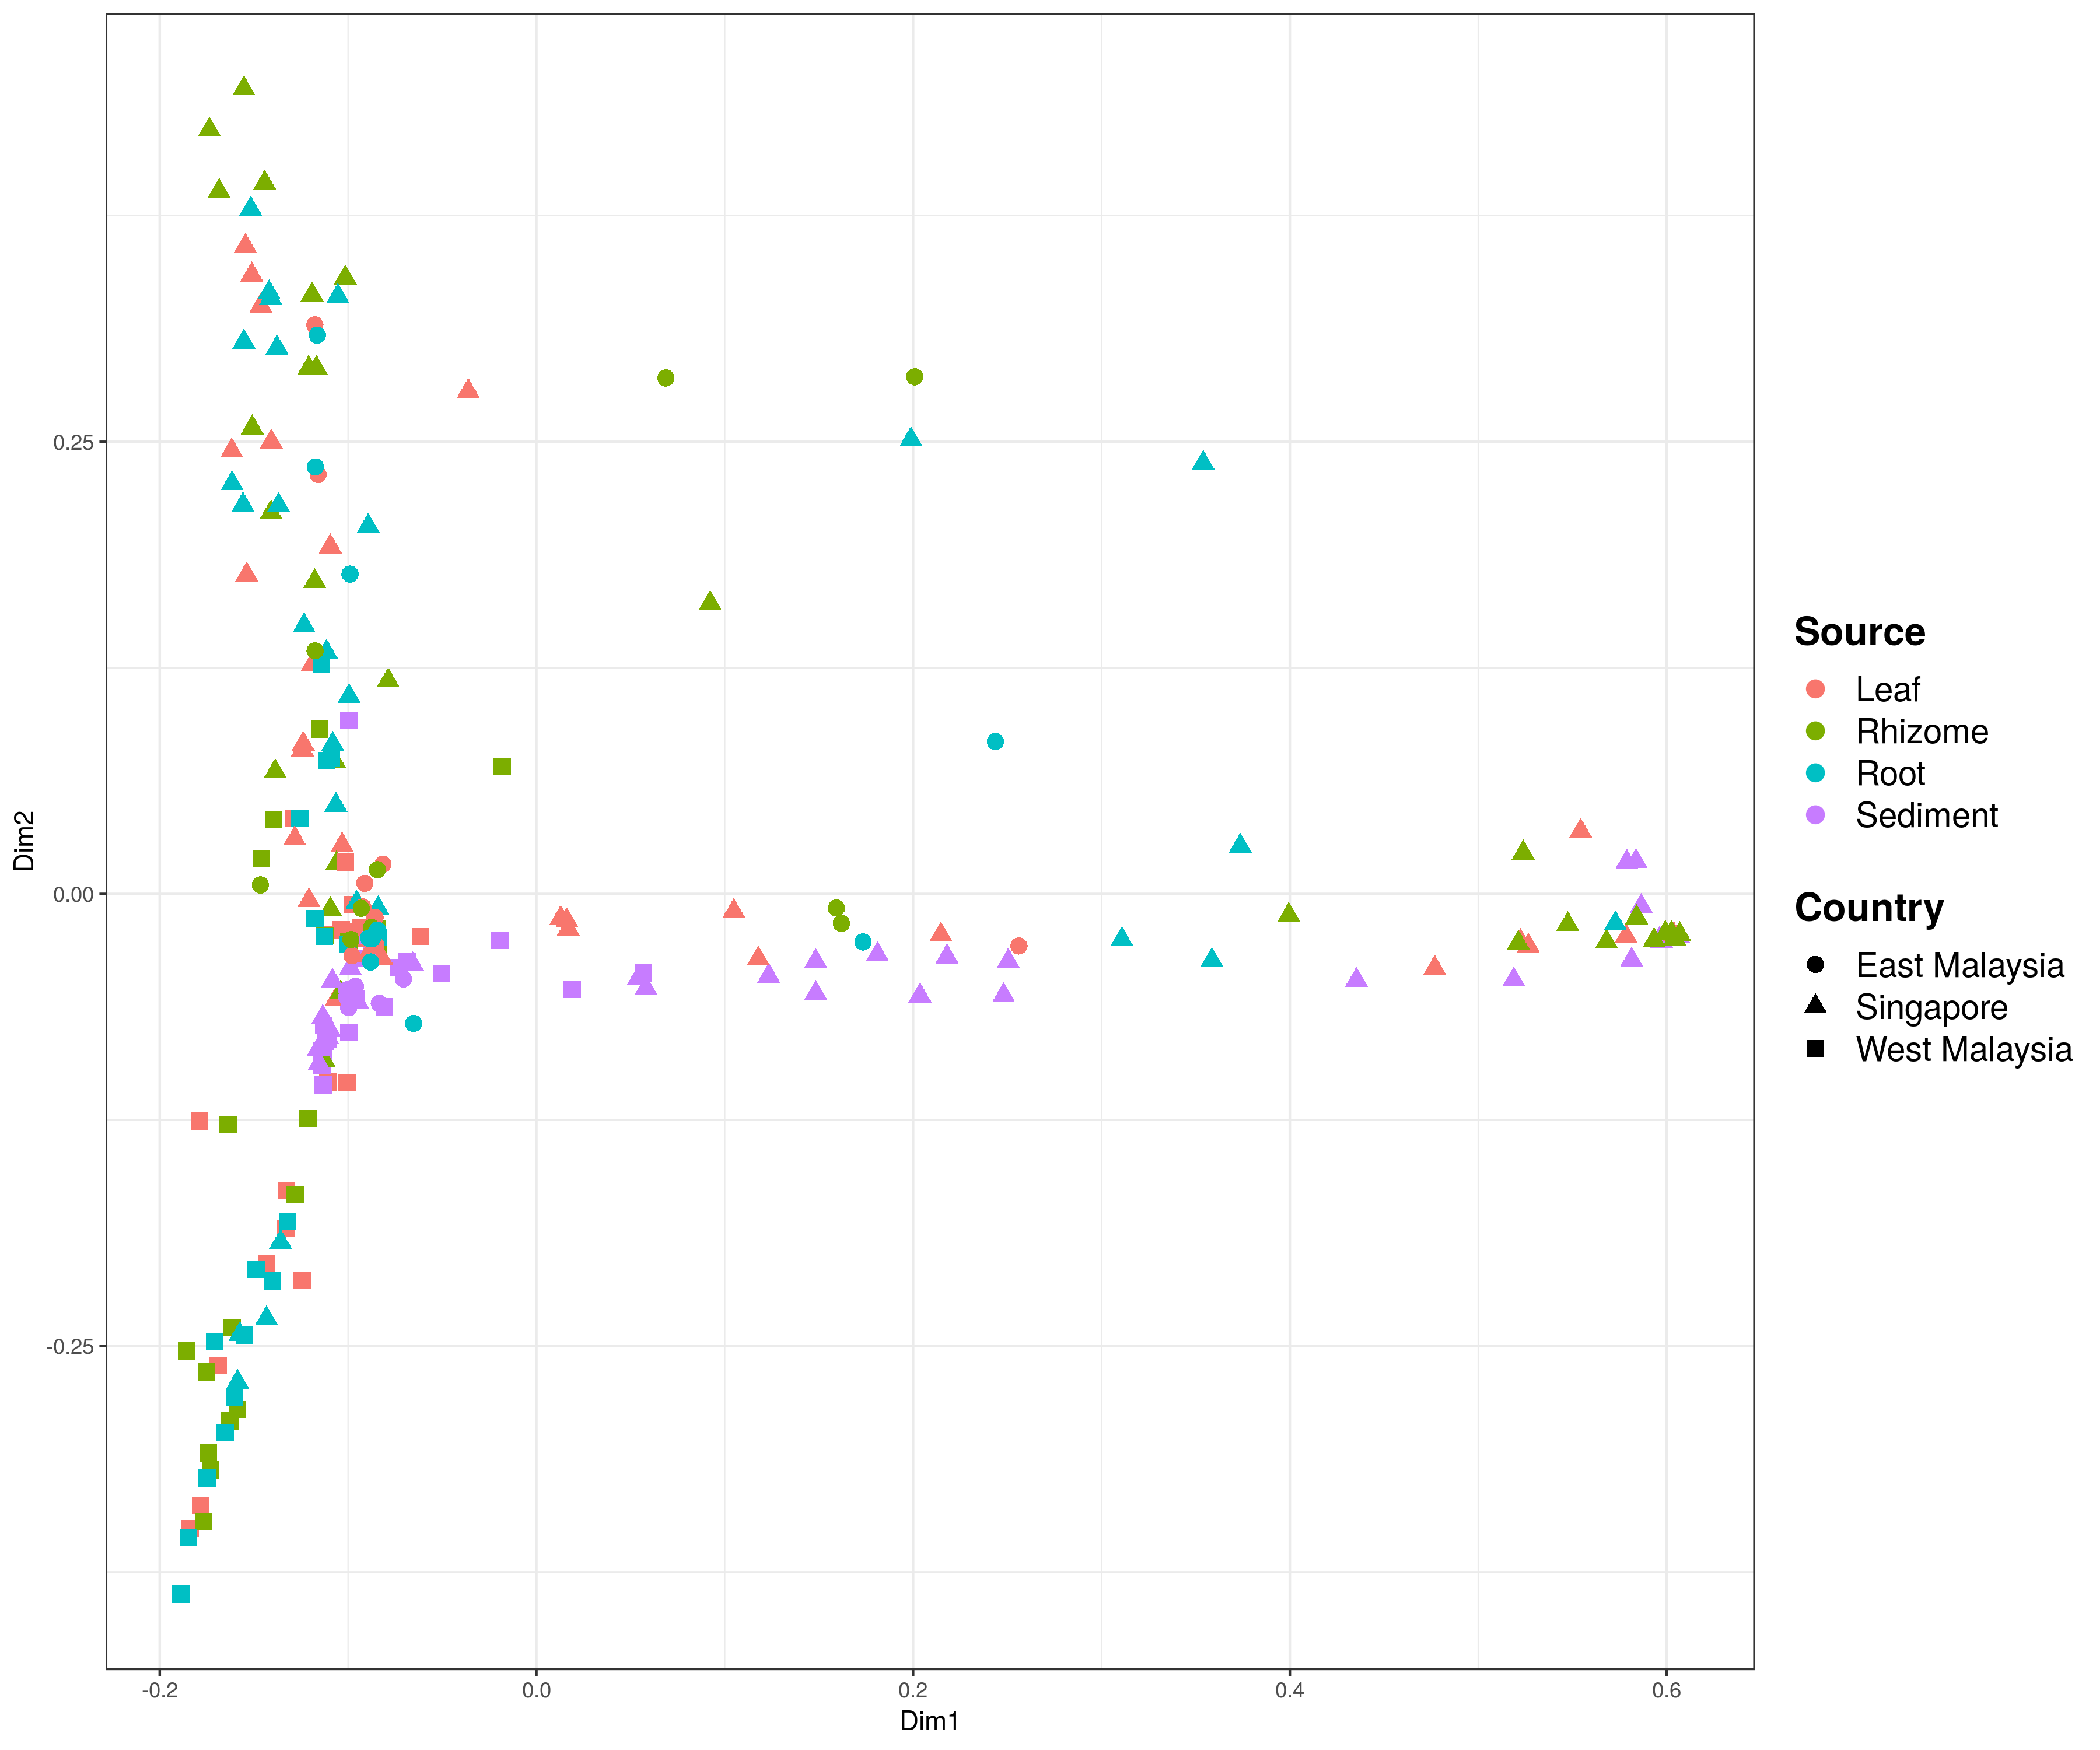 0.25
0.00
-0.25
Dim2
-0.2
0.0
0.2
0.4
0.6
Dim1
Source
Leaf
Rhizome
Root
Sediment
Country
East Malaysia
Singapore
West Malaysia